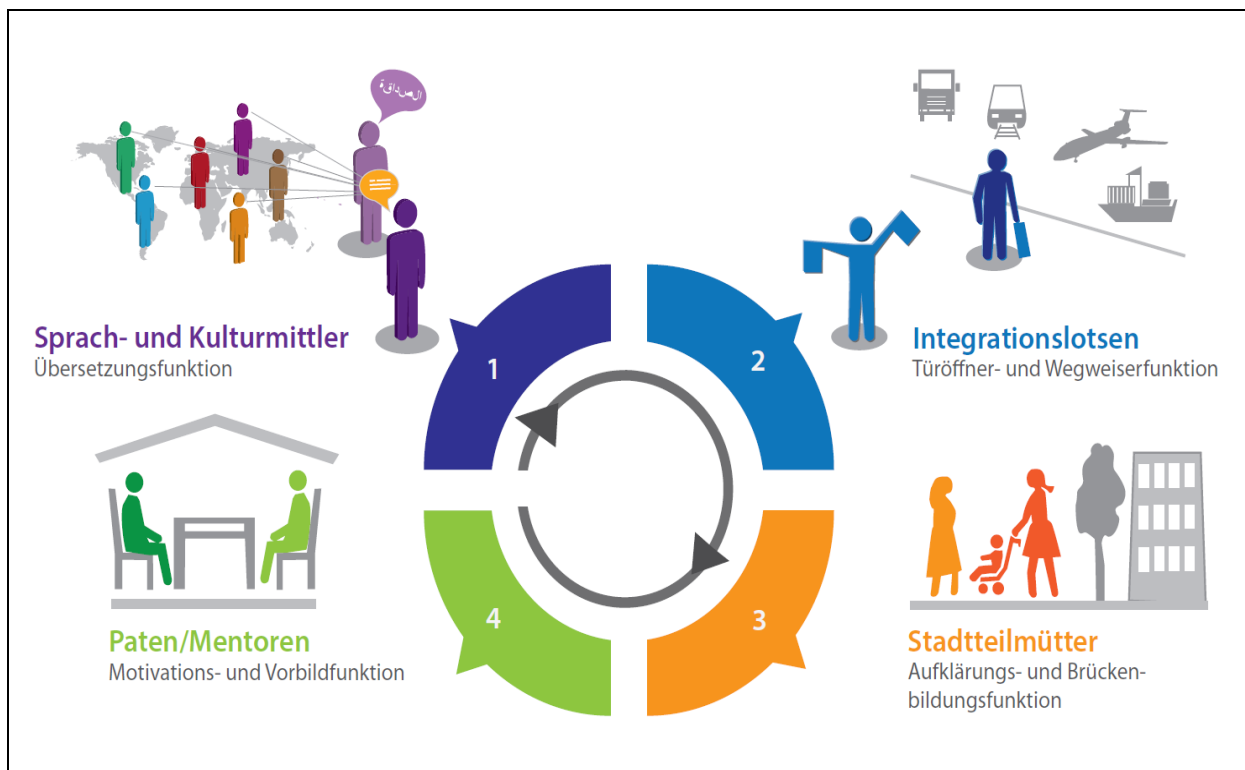 الصداقة
1
Sprach- und Kulturmittler
Übersetzungsfunktion
2
Integrationslotsen
Türöffner- und Wegweiserfunktion
3
Stadtteilmütter
Aufklärungs- und Brücken-
bildungsfunktion
4
Paten/Mentoren
Motivations- und Vorbildfunktion